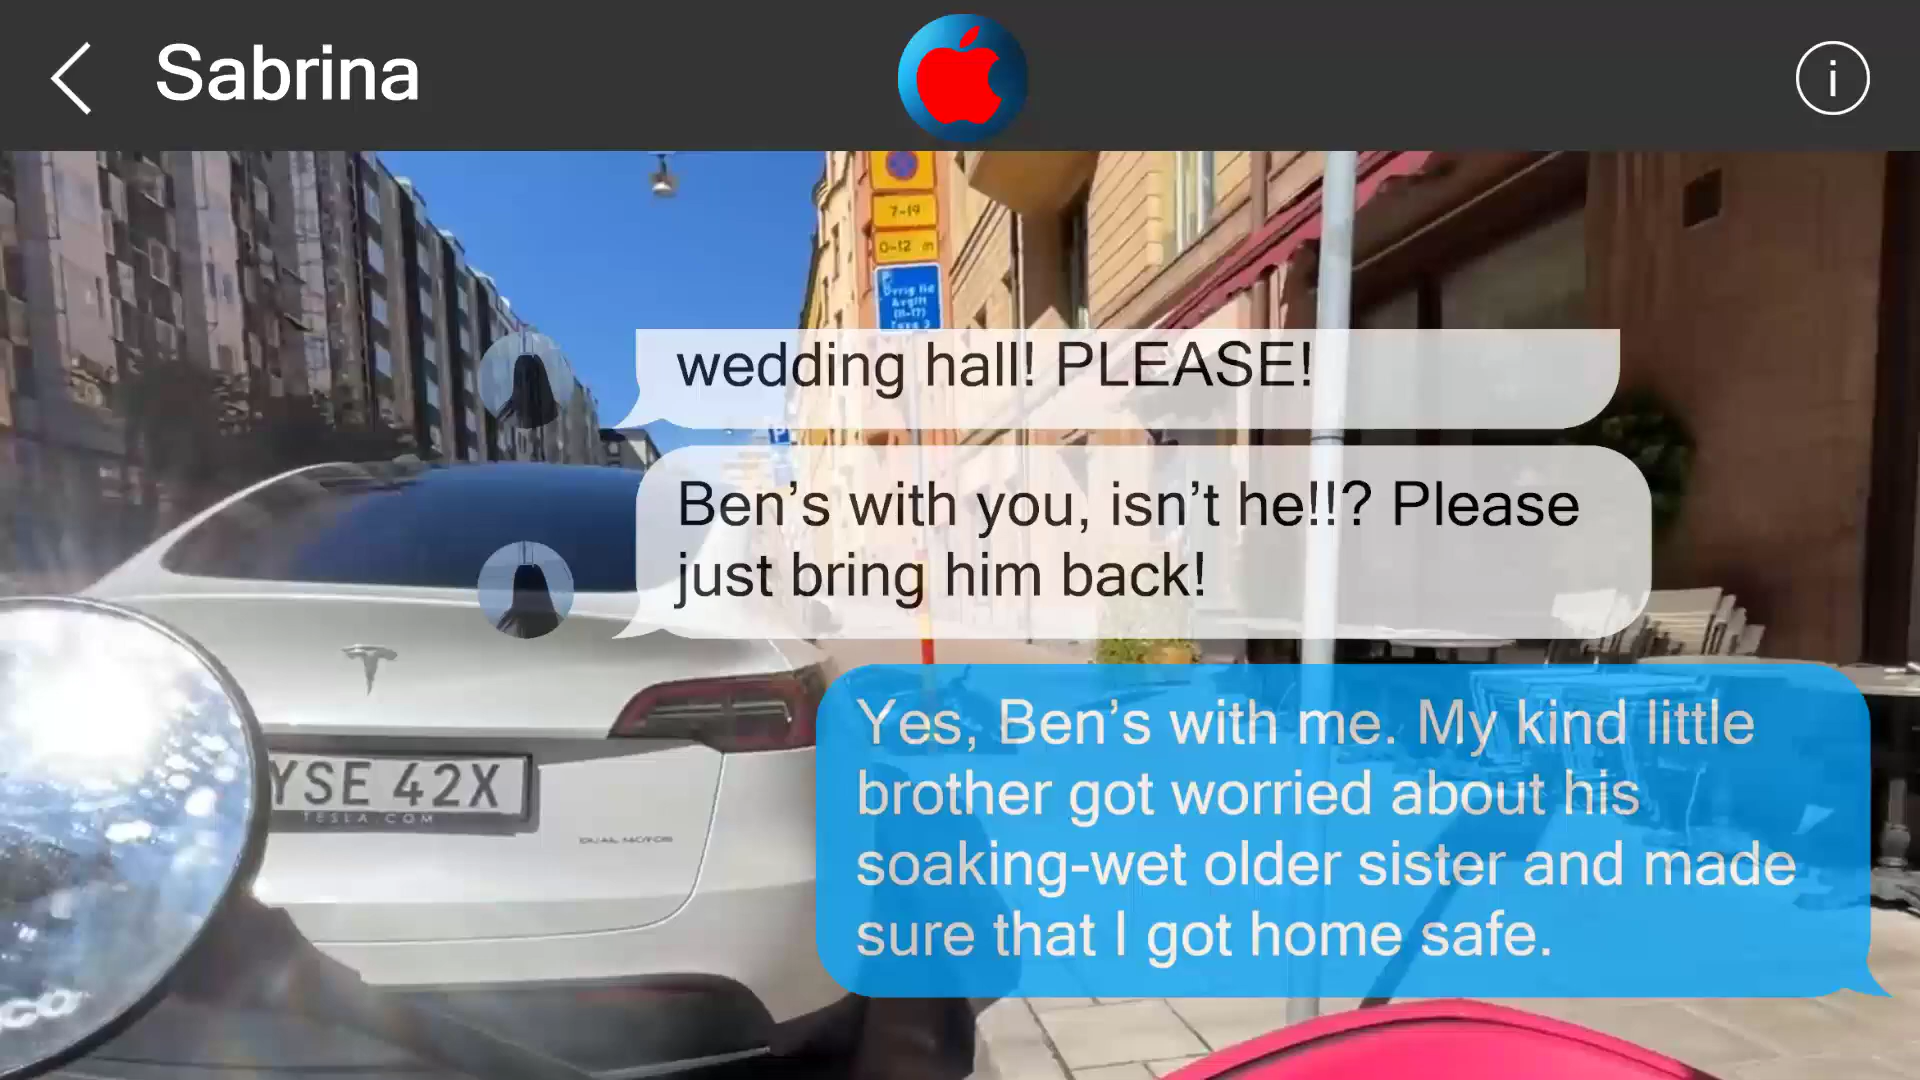 Sabrina
i
7-19
0-12 m
P
wedding hall! PLEASE!
P
Ben's with you, isn't he!!? Please
just bring him back!
Yes, Ben's with me. My kind little
brother got worried about his
soaking-wet older sister and made
sure that I got home safe.
YSE 42X
TESLA.COM
DUAL MOTOR